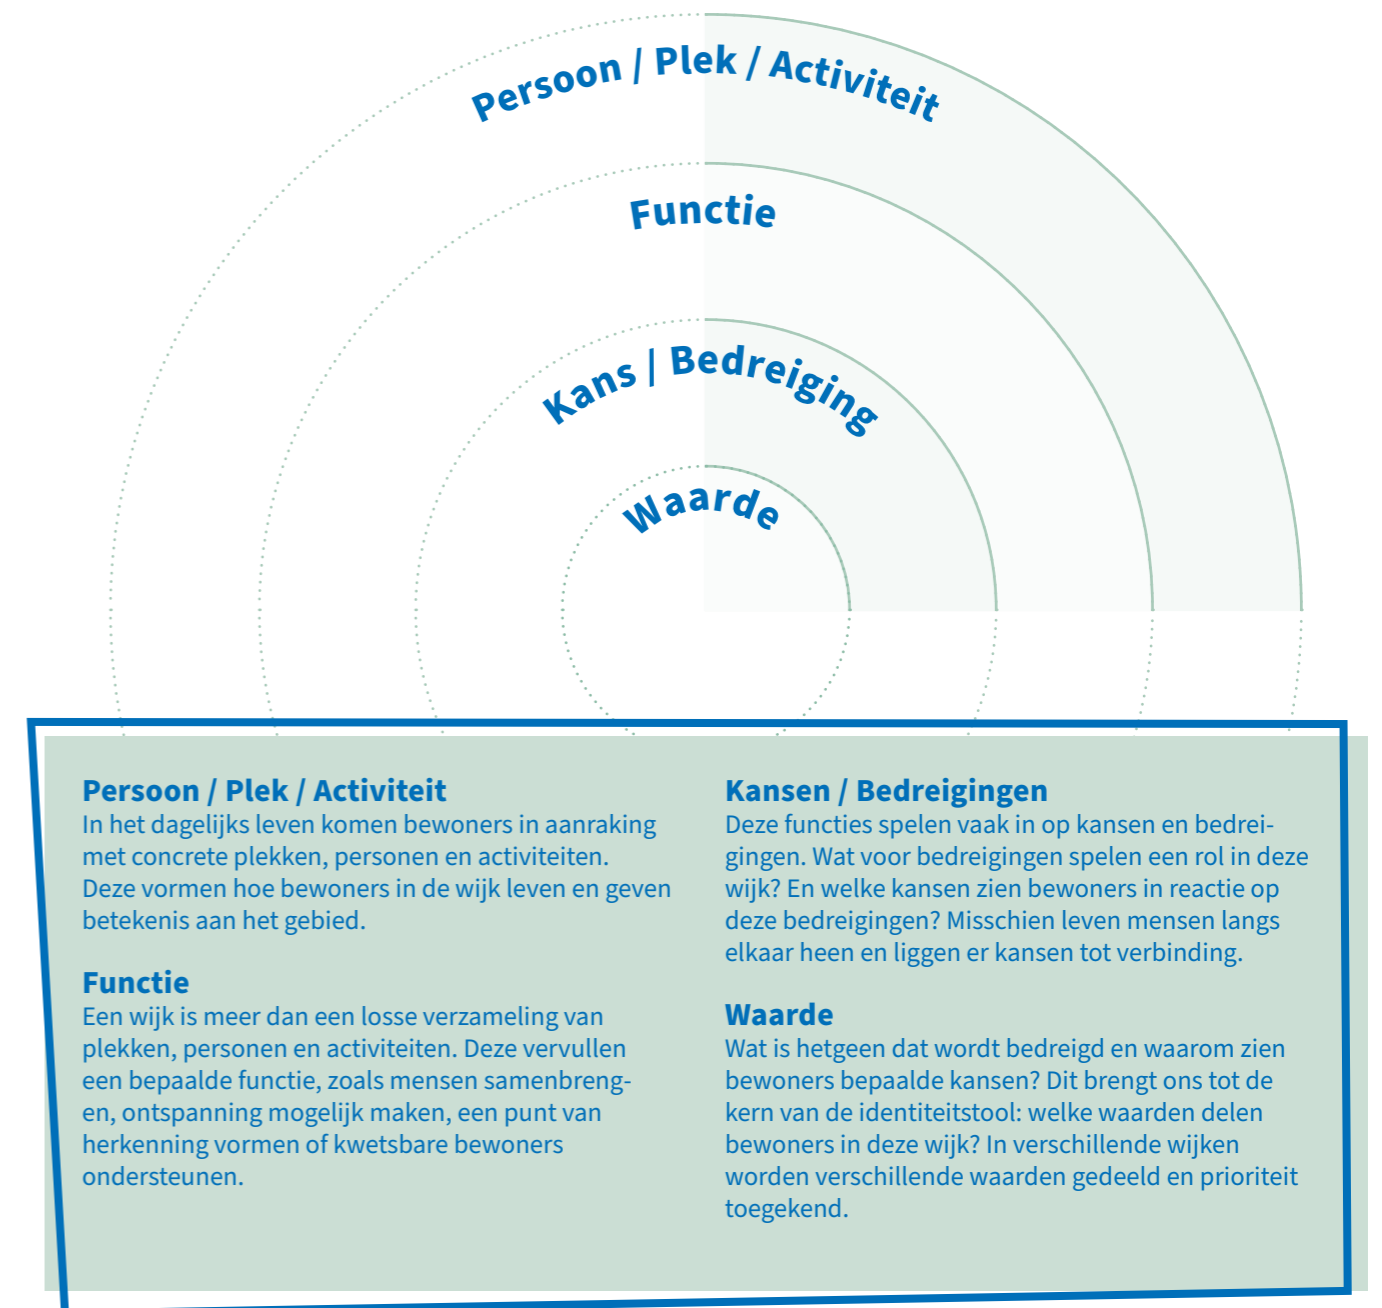 Persoon / Plek / Activiteit
Functie
Kans | Bedreiging
Waarde
Persoon / Plek / Activiteit
In het dagelijks leven komen bewoners in aanraking
met concrete plekken, personen en activiteiten.
Deze vormen hoe bewoners in de wijk leven en geven
betekenis aan het gebied.
Functie
Een wijk is meer dan een losse verzameling van
plekken, personen en activiteiten. Deze vervullen
een bepaalde functie, zoals mensen samenbreng-
en, ontspanning mogelijk maken, een punt van
herkenning vormen of kwetsbare bewoners
ondersteunen.
Kansen / Bedreigingen
Deze functies spelen vaak in op kansen en bedrei-
gingen. Wat voor bedreigingen spelen een rol in deze
wijk? En welke kansen zien bewoners in reactie op
deze bedreigingen? Misschien leven mensen langs
elkaar heen en liggen er kansen tot verbinding.
Waarde
Wat is hetgeen dat wordt bedreigd en waarom zien
bewoners bepaalde kansen? Dit brengt ons tot de
kern van de identiteitstool: welke waarden delen
bewoners in deze wijk? In verschillende wijken
worden verschillende waarden gedeeld en prioriteit
toegekend.